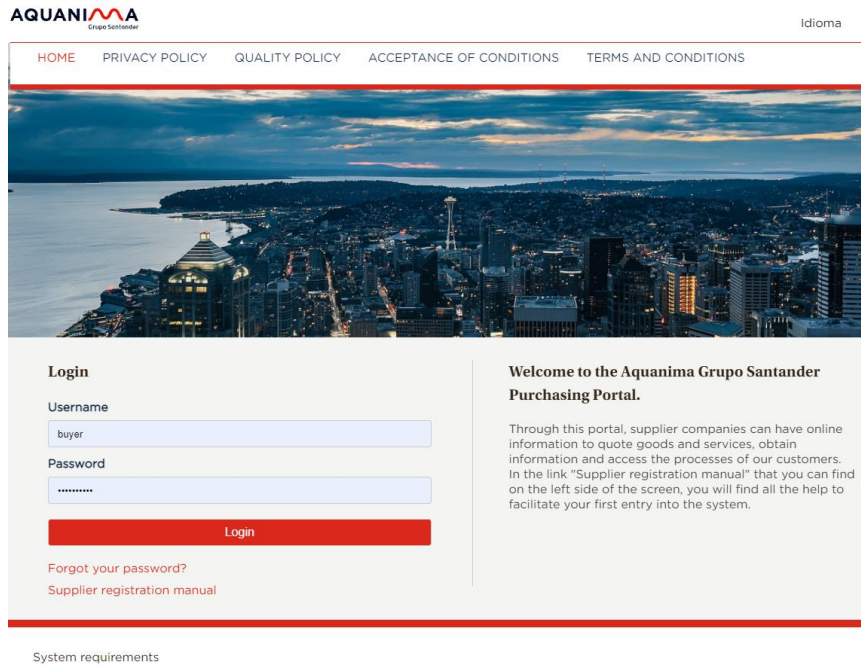 AQUANIMA
Grupo Santander
Idioma
HOME PRIVACY POLICY QUALITY POLICY ACCEPTANCE OF CONDITIONS TERMS AND CONDITIONS
Login
Username
buyer
Password
••••••••••
Login
Forgot your password?
Supplier registration manual
Welcome to the Aquanima Grupo Santander
Purchasing Portal.
Through this portal, supplier companies can have online
information to quote goods and services, obtain
information and access the processes of our customers.
In the link "Supplier registration manual" that you can find
on the left side of the screen, you will find all the help to
facilitate your first entry into the system.
System requirements